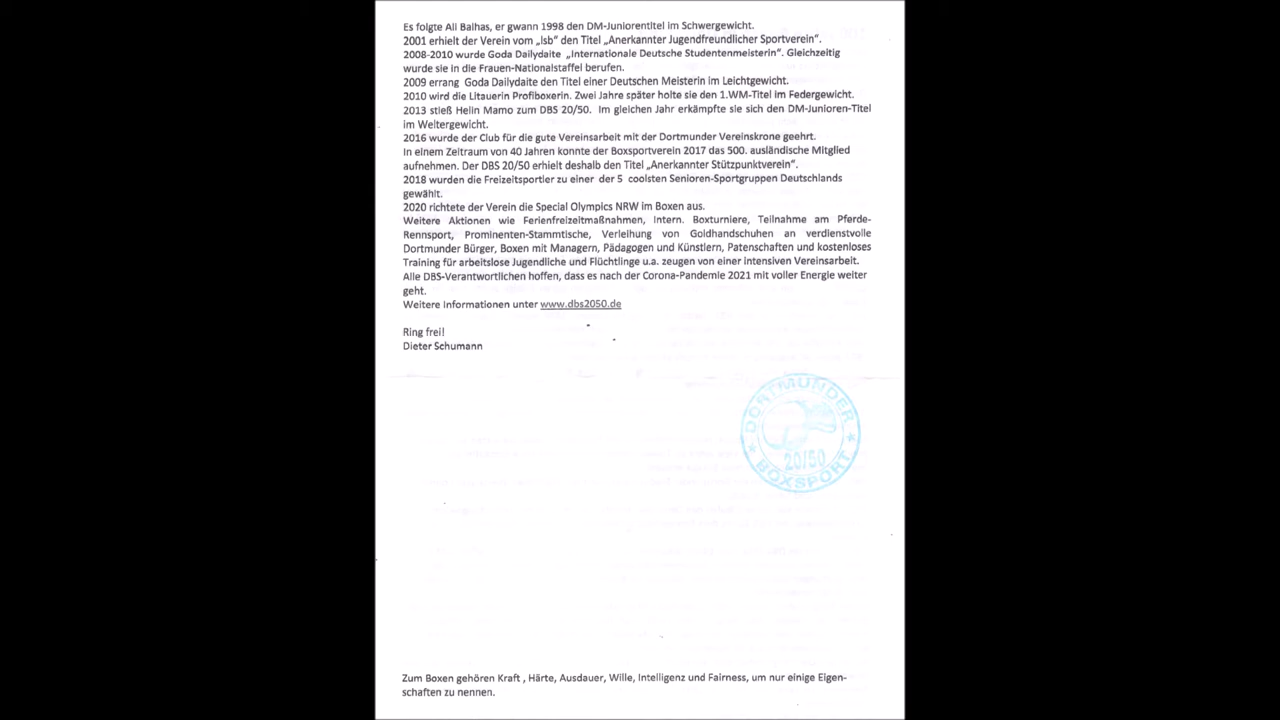 Es folgte Ali Balhas, er gwann 1998 den DM-Juniorentitel im Schwergewicht.
2001 erhielt der Verein vom „lsb“ den Titel „Anerkannter Jugendfreundlicher Sportverein“.
2008-2010 wurde Goda Dailydaite „Internationale Deutsche Studentenmeisterin“. Gleichzeitig
wurde sie in die Frauen-Nationalstaffel berufen.
2009 errang Goda Dailydaite den Titel einer Deutschen Meisterin im Leichtgewicht.
2010 wird die Litauerin Profiboxerin. Zwei Jahre später holte sie den 1.WM-Titel im Federgewicht.
2013 stieß Helin Mamo zum DBS 20/50. Im gleichen Jahr erkämpfte sie sich den DM-Junioren-Titel
im Weltergewicht.
2016 wurde der Club für die gute Vereinsarbeit mit der Dortmunder Vereinskrone geehrt.
In einem Zeitraum von 40 Jahren konnte der Boxsportverein 2017 das 500. ausländische Mitglied
aufnehmen. Der DBS 20/50 erhielt deshalb den Titel „Anerkannter Stützpunktverein“.
2018 wurden die Freizeitsportler zu einer der 5 coolsten Senioren-Sportgruppen Deutschlands
gewählt.
2020 richtete der Verein die Special Olympics NRW im Boxen aus.
Weitere Aktionen wie Ferienfreizeitmaßnahmen, Intern. Boxturniere, Teilnahme am Pferde-
Rennsport, Prominenten-Stammtische, Verleihung von Goldhandschuhen an verdienstvolle
Dortmunder Bürger, Boxen mit Managern, Pädagogen und Künstlern, Patenschaften und kostenloses
Training für arbeitslose Jugendliche und Flüchtlinge u.a. zeugen von einer intensiven Vereinsarbeit.
Alle DBS-Verantwortlichen hoffen, dass es nach der Corona-Pandemie 2021 mit voller Energie weiter
geht.
Weitere Informationen unter www.dbs2050.de
Ring frei!
Dieter Schumann
DORTMUNDER
20/50
BOXSPORT
Zum Boxen gehören Kraft , Härte, Ausdauer, Wille, Intelligenz und Fairness, um nur einige Eigen-
schaften zu nennen.